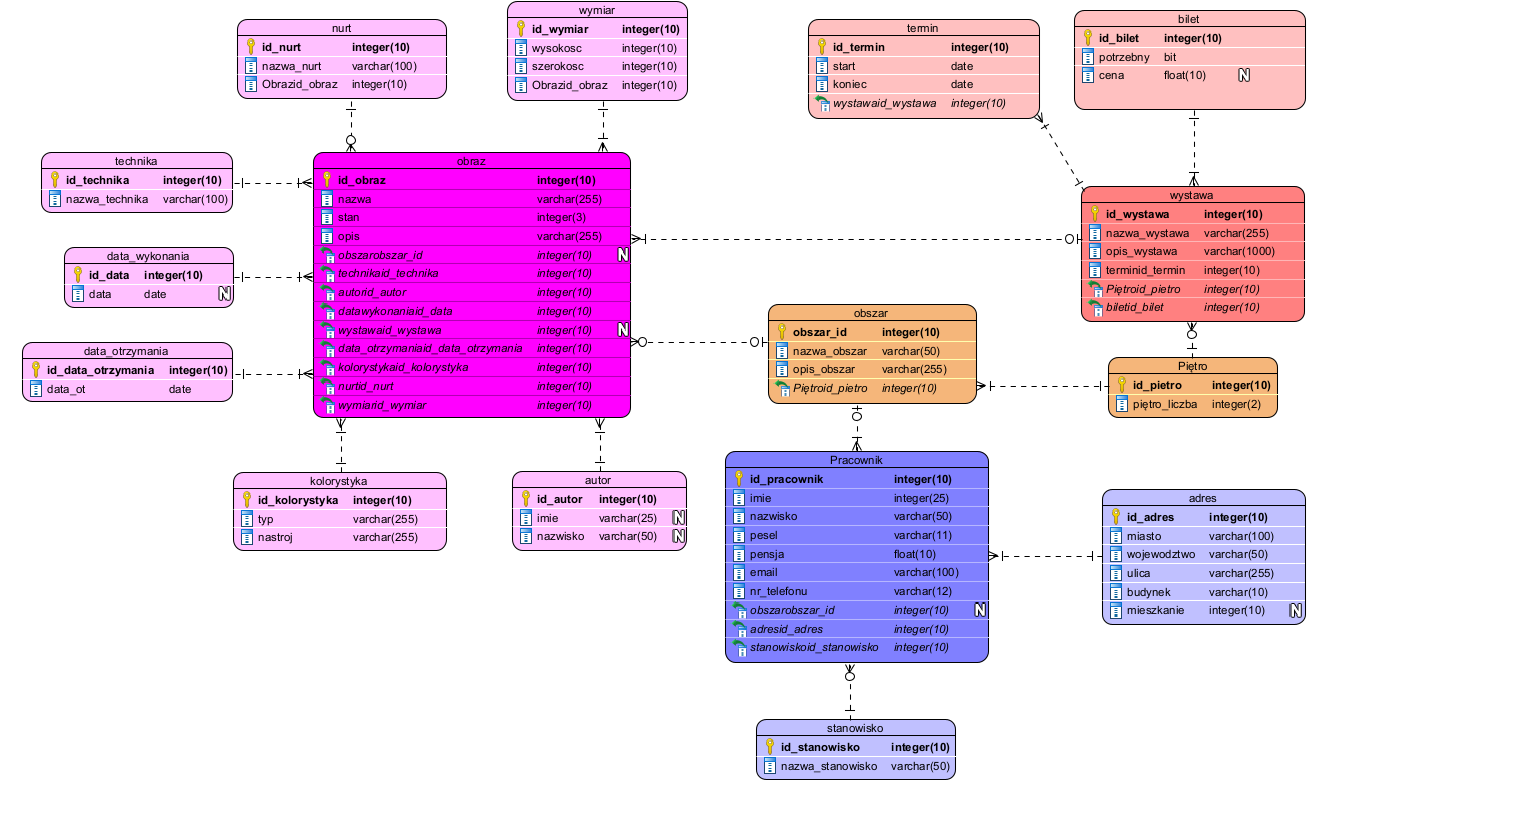 nurt
id_nurt integer(10)
nazwa_nurt varchar(100)
Obrazid_obraz integer(10)
wymiar
id_wymiar integer(10)
wysokosc integer(10)
szerokosc integer(10)
Obrazid_obraz integer(10)
termin
id_termin integer(10)
start date
koniec date
wystawaid_wystawa integer(10)
bilet
id_bilet integer(10)
potrzebny bit
cena float(10) N
technika
id_technika integer(10)
nazwa_technika varchar(100)
obraz
id_obraz integer(10)
nazwa varchar(255)
stan integer(3)
opis varchar(255)
obszarobszar_id integer(10) N
technikaid_technika integer(10)
autorid_autor integer(10)
datawykonaniaid_data integer(10)
wystawaid_wystawa integer(10) N
data_otrzymaniaid_data_otrzymania integer(10)
kolorystykaid_kolorystyka integer(10)
nurtid_nurt integer(10)
wymiarid_wymiar integer(10)
wystawa
id_wystawa integer(10)
nazwa_wystawa varchar(255)
opis_wystawa varchar(1000)
terminid_termin integer(10)
Piętroid_pietro integer(10)
biletid_bilet integer(10)
data_wykonania
id_data integer(10)
data date N
data_otrzymania
id_data_otrzymania integer(10)
data_ot date
obszar
obszar_id integer(10)
nazwa_obszar varchar(50)
opis_obszar varchar(255)
Piętroid_pietro integer(10)
Piętro
id_pietro integer(10)
piętro_liczba integer(2)
kolorystyka
id_kolorystyka integer(10)
typ varchar(255)
nastroj varchar(255)
autor
id_autor integer(10)
imie varchar(25) N
nazwisko varchar(50) N
Pracownik
id_pracownik integer(10)
imie integer(25)
nazwisko varchar(50)
pesel varchar(11)
pensja float(10)
email varchar(100)
nr_telefonu varchar(12)
obszarobszar_id integer(10) N
adresid_adres integer(10)
stanowiskoid_stanowisko integer(10)
adres
id_adres integer(10)
miasto varchar(100)
wojewodztwo varchar(50)
ulica varchar(255)
budynek varchar(10)
mieszkanie integer(10) N
stanowisko
id_stanowisko integer(10)
nazwa_stanowisko varchar(50)